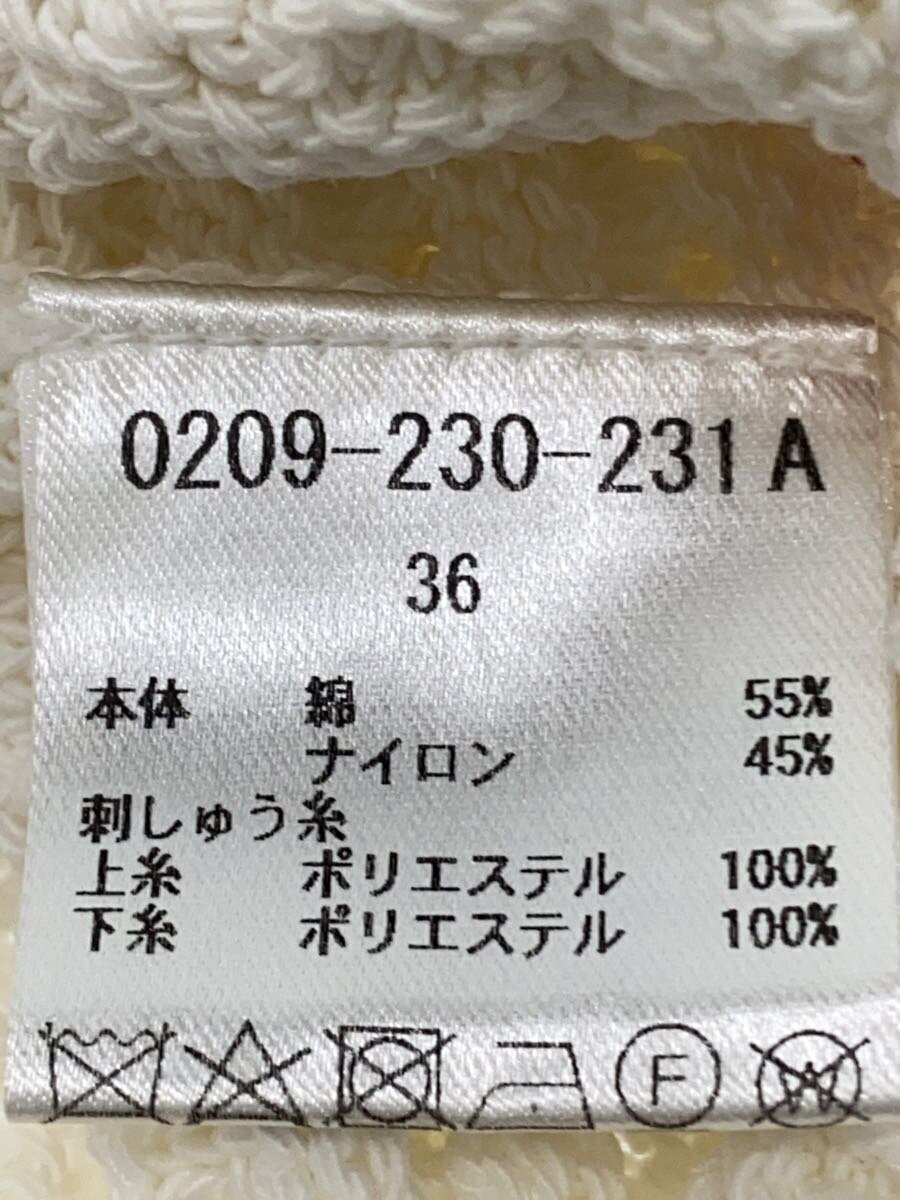 0209-230-231 A
36
本体 綿 55%
ナイロン 45%
刺しゅう糸
上糸 ポリエステル 100%
下糸 ポリエステル 100%
F W